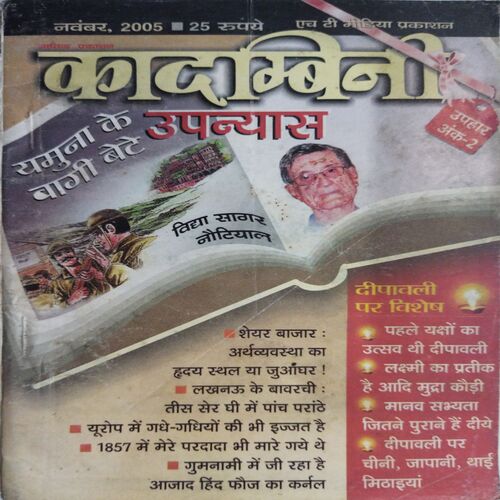 नवंबर, 2005 ■ 25 रुपये
एच टी मीडिया प्रकाशन
कादम्बिनी
उपहार
अंक-2
उपन्यास
यमुना के
बागी बेटे
विद्या सागर
नौटियाल
■ शेयर बाजार :
अर्थव्यवस्था का
हृदय स्थल या जुआँघर !
■ लखनऊ के बावरची :
तीस सेर घी में पांच परांठे
■ यूरोप में गधे-गधियों की भी इज्जत है
■ 1857 में मेरे परदादा भी मारे गये थे
■ गुमनामी में जी रहा है
आजाद हिंद फौज का कर्नल
दीपावली
पर विशेष
पहले यक्षों का
उत्सव थी दीपावली
लक्ष्मी का प्रतीक
है आदि मुद्रा कौड़ी
मानव सभ्यता
जितने पुराने हैं दीये
दीपावली पर
चीनी, जापानी, थाई
मिठाइयां